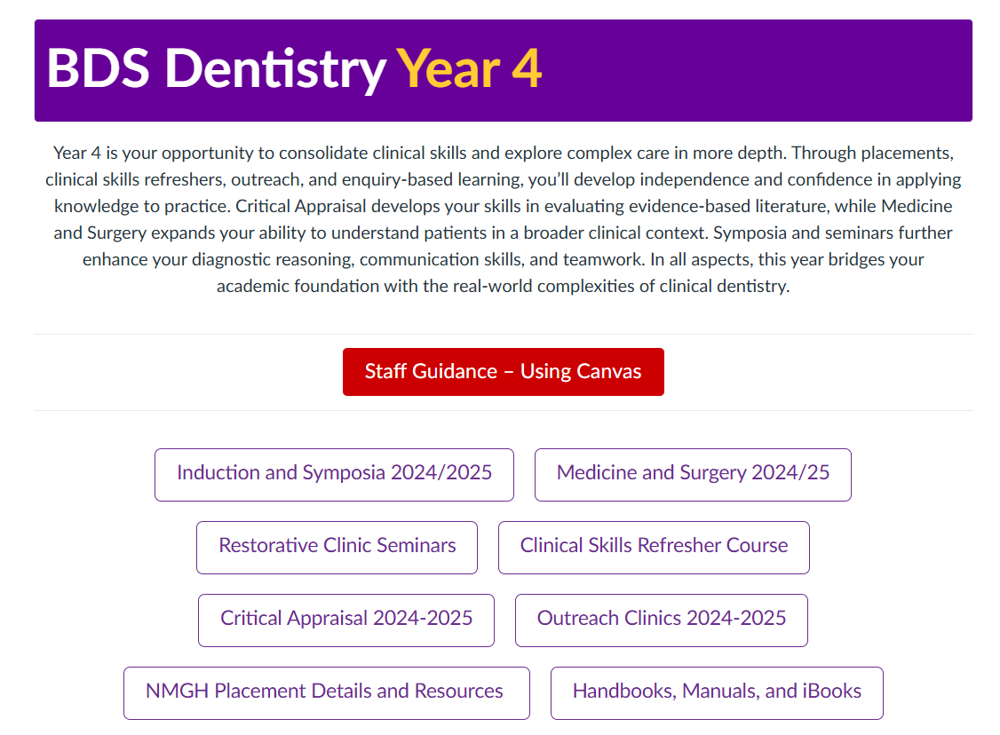 BDS Dentistry Year 4
Year 4 is your opportunity to consolidate clinical skills and explore complex care in more depth. Through placements,
clinical skills refreshers, outreach, and enquiry-based learning, you’ll develop independence and confidence in applying
knowledge to practice. Critical Appraisal develops your skills in evaluating evidence-based literature, while Medicine
and Surgery expands your ability to understand patients in a broader clinical context. Symposia and seminars further
enhance your diagnostic reasoning, communication skills, and teamwork. In all aspects, this year bridges your
academic foundation with the real-world complexities of clinical dentistry.
Staff Guidance – Using Canvas
Induction and Symposia 2024/2025
Medicine and Surgery 2024/25
Restorative Clinic Seminars
Clinical Skills Refresher Course
Critical Appraisal 2024-2025
Outreach Clinics 2024-2025
NMGH Placement Details and Resources
Handbooks, Manuals, and iBooks